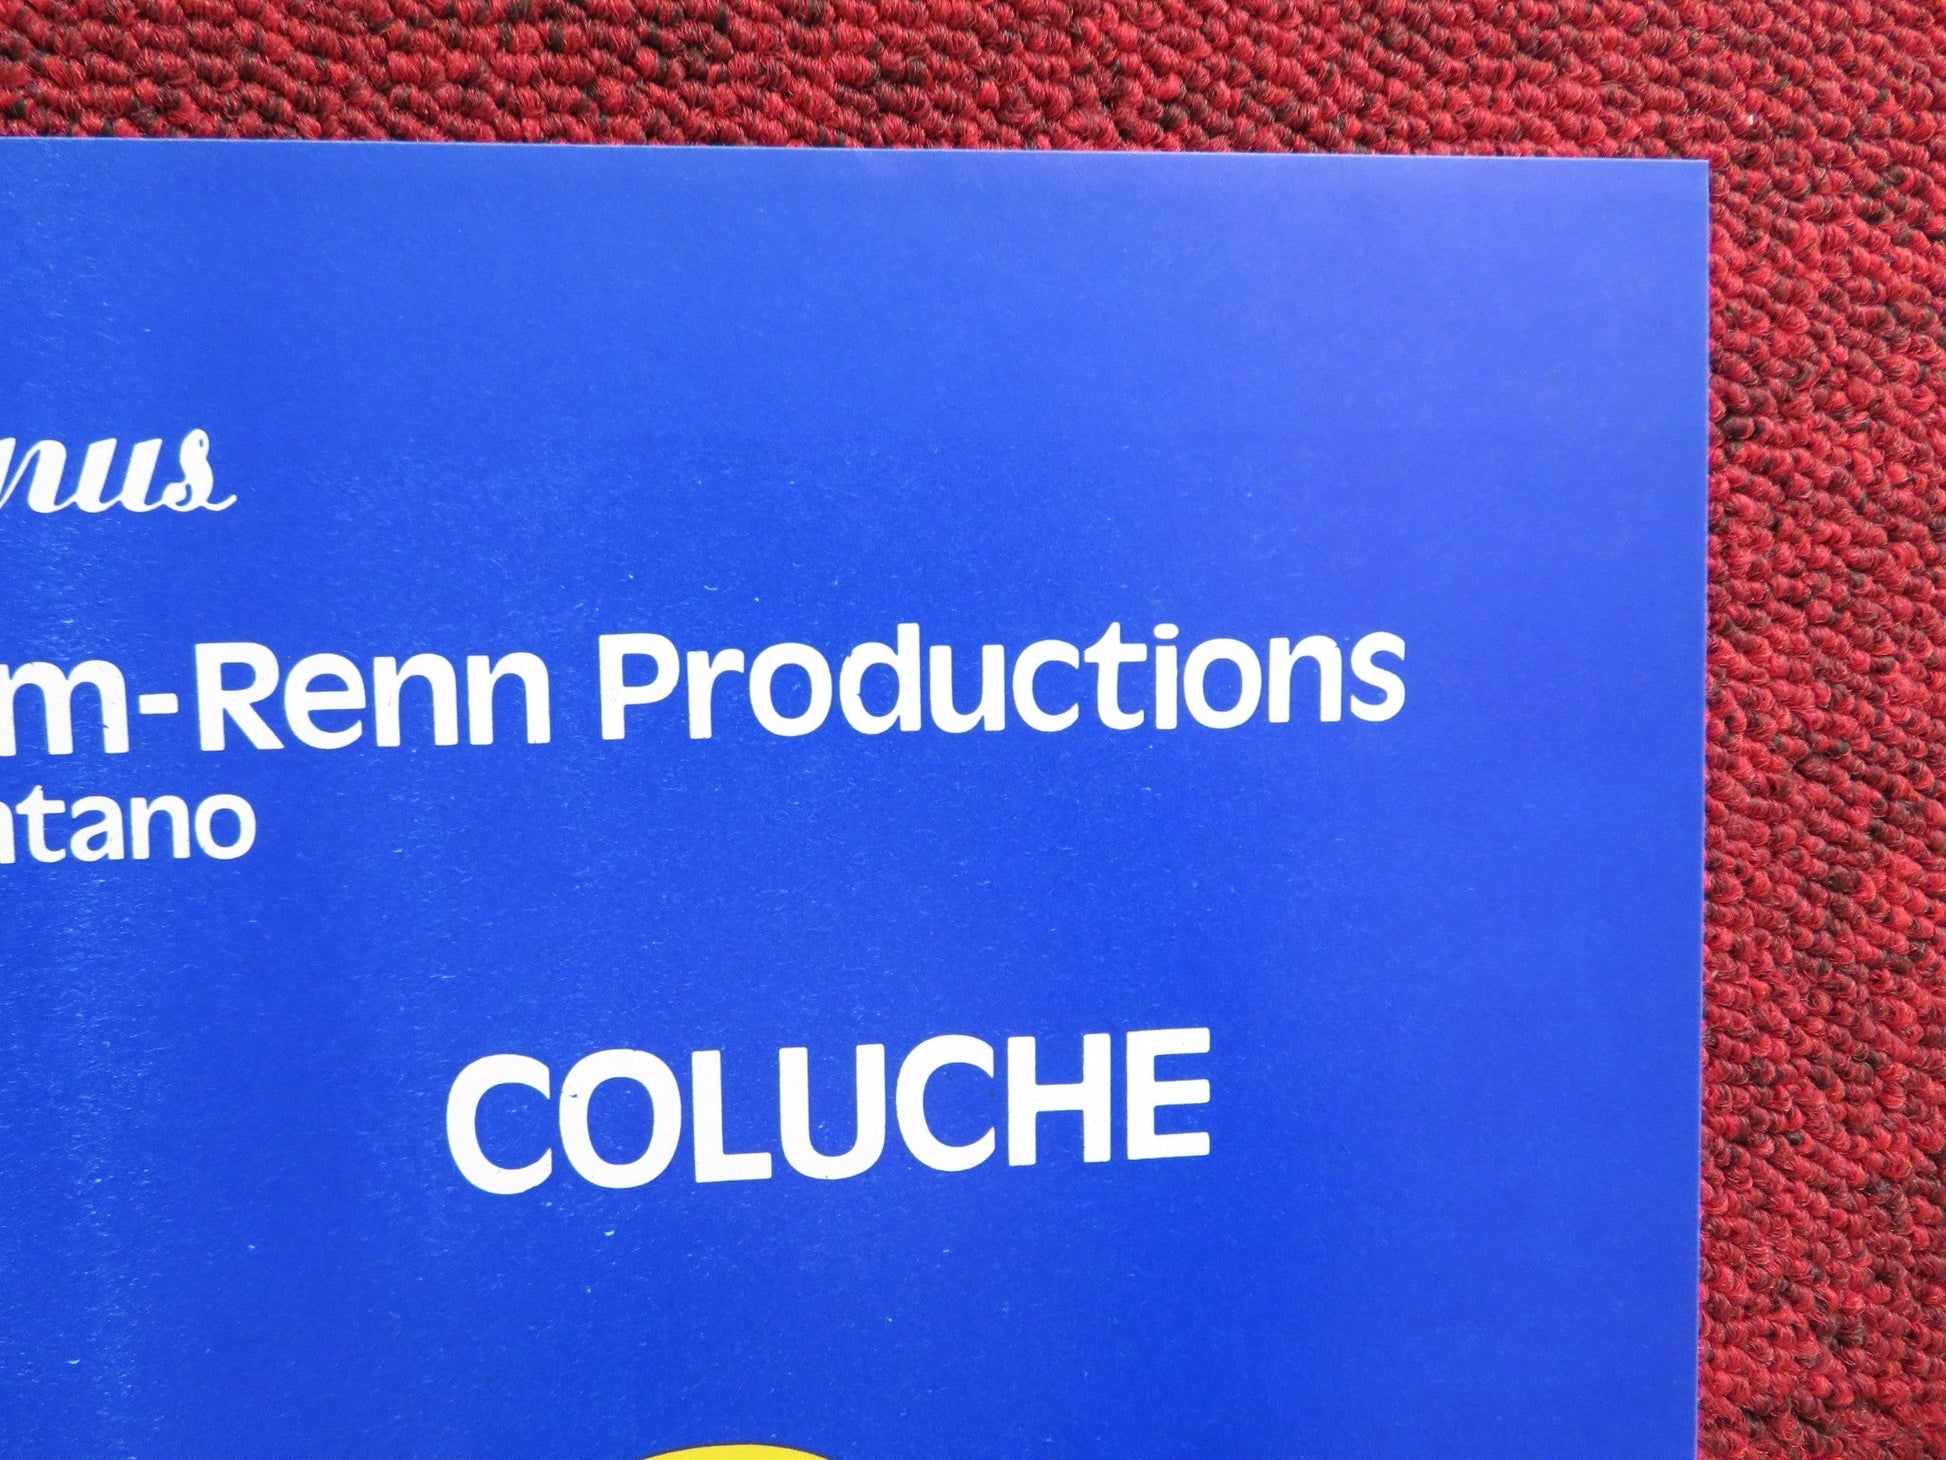 nus
m-Renn Productions
ntano
COLUCHE